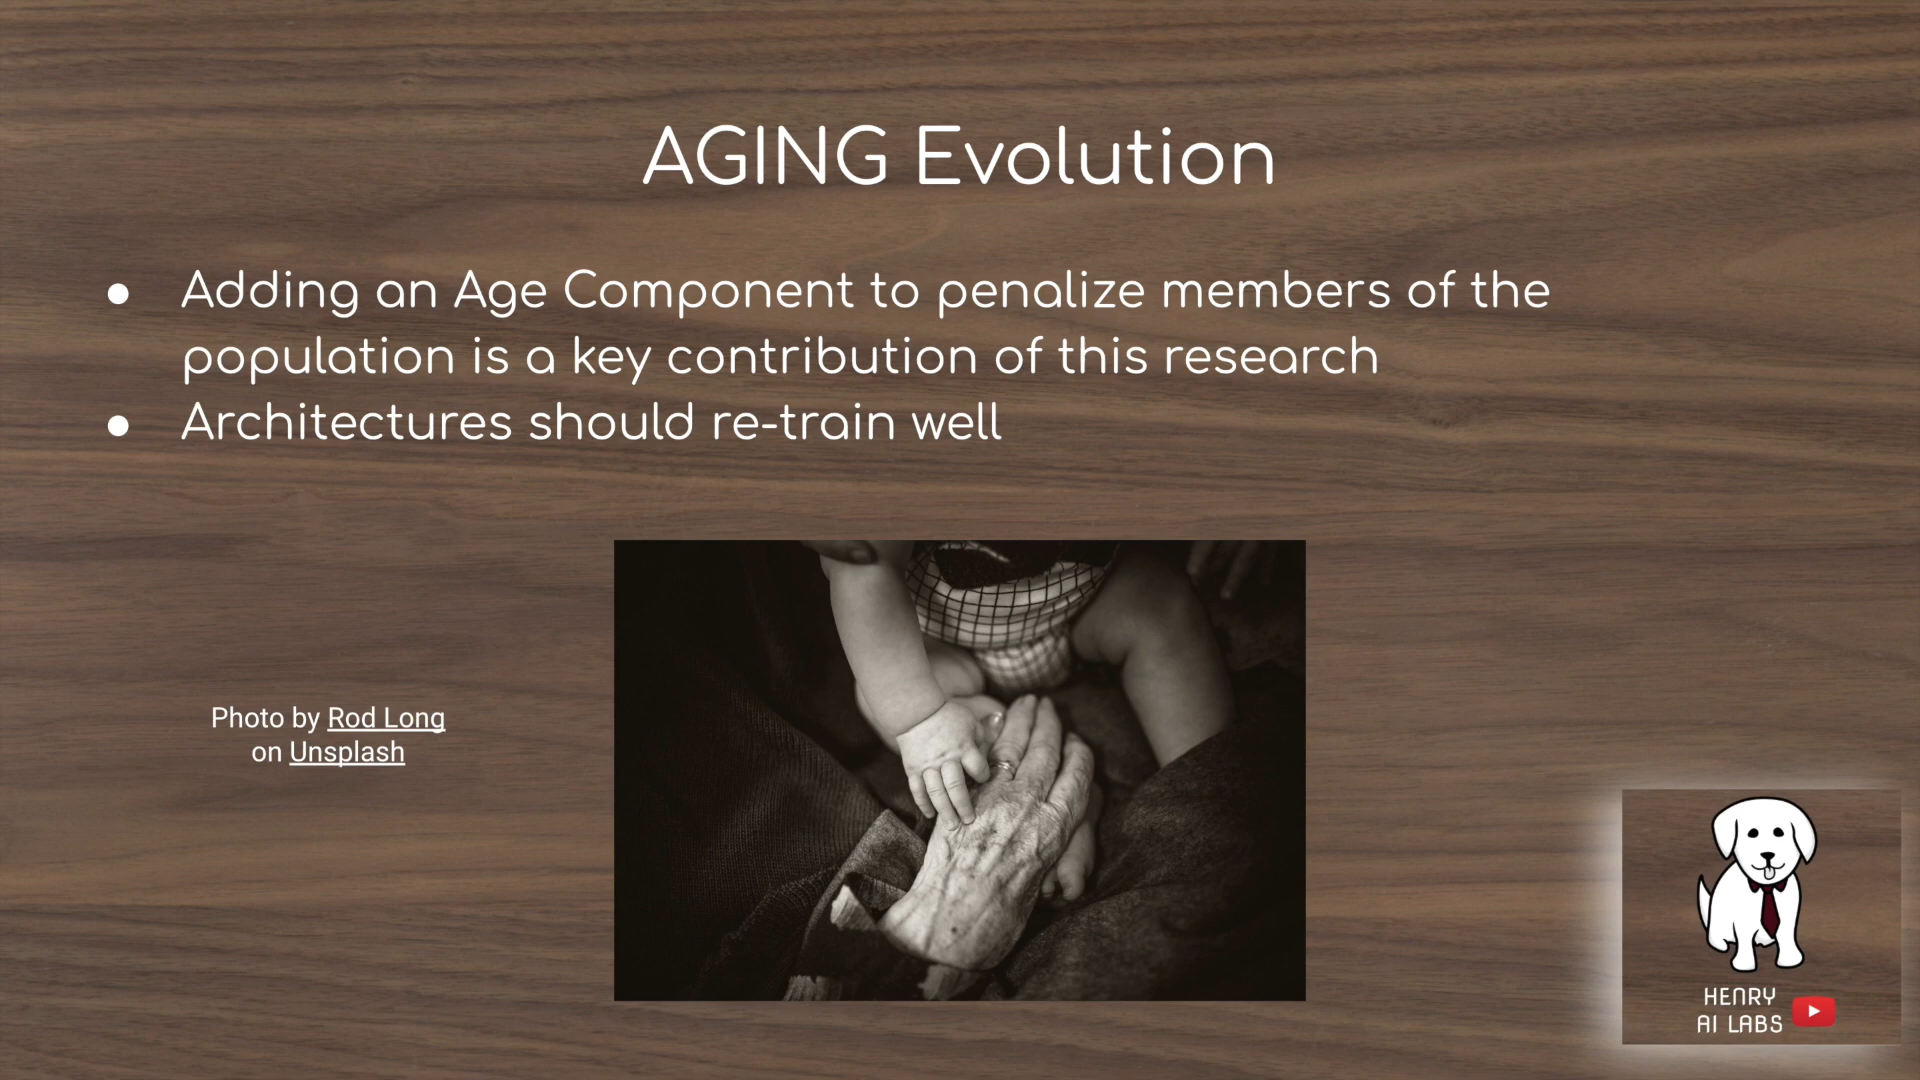 AGING Evolution
● Adding an Age Component to penalize members of the
population is a key contribution of this research
● Architectures should re-train well
Photo by Rod Long
on Unsplash
HENRY
AI LABS